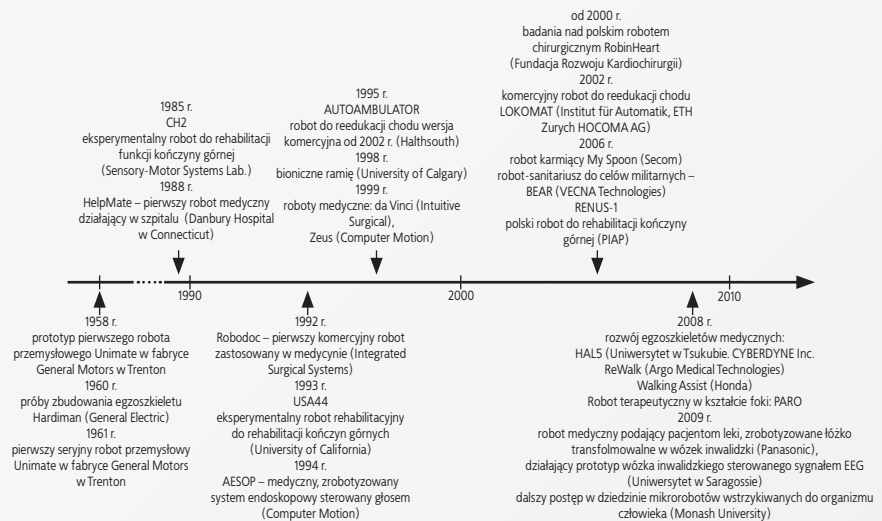 1985 r.
CH2
eksperymentalny robot do rehabilitacji
funkcji kończyny górnej
(Sensory-Motor Systems Lab.)
1988 r.
HelpMate – pierwszy robot medyczny
działający w szpitalu (Danbury Hospital
w Connecticut)
1995 r.
AUTOAMBULATOR
robot do reedukacji chodu wersja
komercjona od 2002 r. (Halthsouth)
1998 r.
bioniczne ramię (University of Calgary)
1999 r.
roboty medyczne: da Vinci (Intuitive
Surgical),
Zeus (Computer Motion)
od 2000 r.
badania nad polskim robotem
chirurgicznym RobinHeart
(Fundacja Rozwoju Kardiochirurgii)
2002 r.
komercyjny robot do reedukacji chodu
LOKOMAT (Institut für Automatik, ETH
Zurych HOCOMA AG)
2006 r.
robot karmiący My Spoon (Secom)
robot-sanitariusz do celów militarnych –
BEAR (VECNA Technologies)
RENUS-1
polski robot do rehabilitacji kończyny
górnej (PIAP)
1990
2000
2010
1958 r.
prototyp pierwszego robota
przemysłowego Unimate w fabryce
General Motors w Trenton
1960 r.
próby zbudowania egzoszkieletu
Hardiman (General Electric)
1961 r.
pierwszy seryjny robot przemysłowy
Unimate w fabryce General Motors
w Trenton
1992 r.
Robodoc – pierwszy komercyjny robot
zastosowany w medycynie (Integrated
Surgical Systems)
1993 r.
USA44
eksperymentalny robot rehabilitacyjny
do rehabilitacji kończyn górnych
(University of California)
1994 r.
AESOP – medyczny, zrobotyzowany
system endoskopowy sterowany głosem
(Computer Motion)
2008 r.
rozwój egzoszkieletów medycznych:
HAL5 (Uniwersytet w Tsukubie. CYBERDYNE Inc.
ReWalk (Argo Medical Technologies)
Walking Assist (Honda)
Robot terapeutyczny w kształcie foki: PARO
2009 r.
robot medyczny podający pacjentom leki, zrobotyzowane łóżko
transfolmowalne w wózek inwalidzki (Panasonic),
działający prototyp wózka inwalidzkiego sterowanego sygnałem EEG
(Uniwersytet w Saragossie)
dalszy postęp w dziedzinie mikrorobotów wstrzykiwanych do organizmu
człowieka (Monash University)